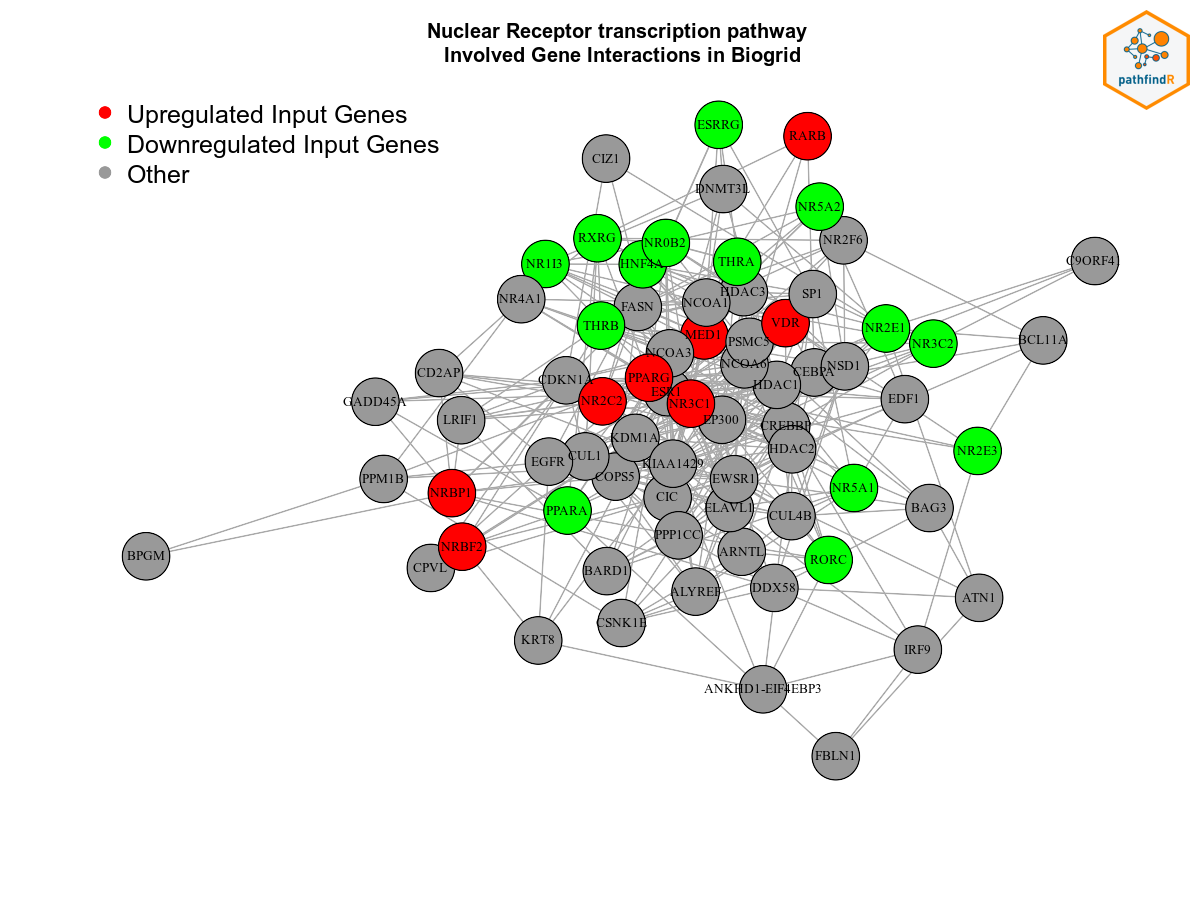 Nuclear Receptor transcription pathway
Involved Gene Interactions in Biogrid
pathfindR
Upregulated Input Genes
Downregulated Input Genes
Other
ESRRG
RARB
CIZ1
DNMT3L
NR5A2
RXRG
NR0B2
NR2F6
NR1I3
HNF4A
THRA
C9ORF41
NR4A1
FASN
NCOA1
HDAC3
SP1
THRB
MED1
VDR
NR2E1
NR3C2
BCL11A
NCOA3
PSMC5
NCOA6
CEBPA
NSD1
CD2AP
CDKN1A
PPARG
ESR1
HDAC1
GADD45A
NR2C2
NR3C1
EDF1
LRIF1
EP300
CREBBP
KDM1A
HDAC2
NR2E3
EGFR
CUL1
KIAA1429
COPS5
EWSR1
PPM1B
NRBP1
CIC
NR5A1
PPARA
ELAVL1
CUL4B
BAG3
PPP1CC
BPGM
NRBF2
CPVL
ARNTL
RORC
BARD1
ALYREF
DDX58
ATN1
CSNK1E
KRT8
IRF9
ANKHD1-EIF4EBP3
FBLN1